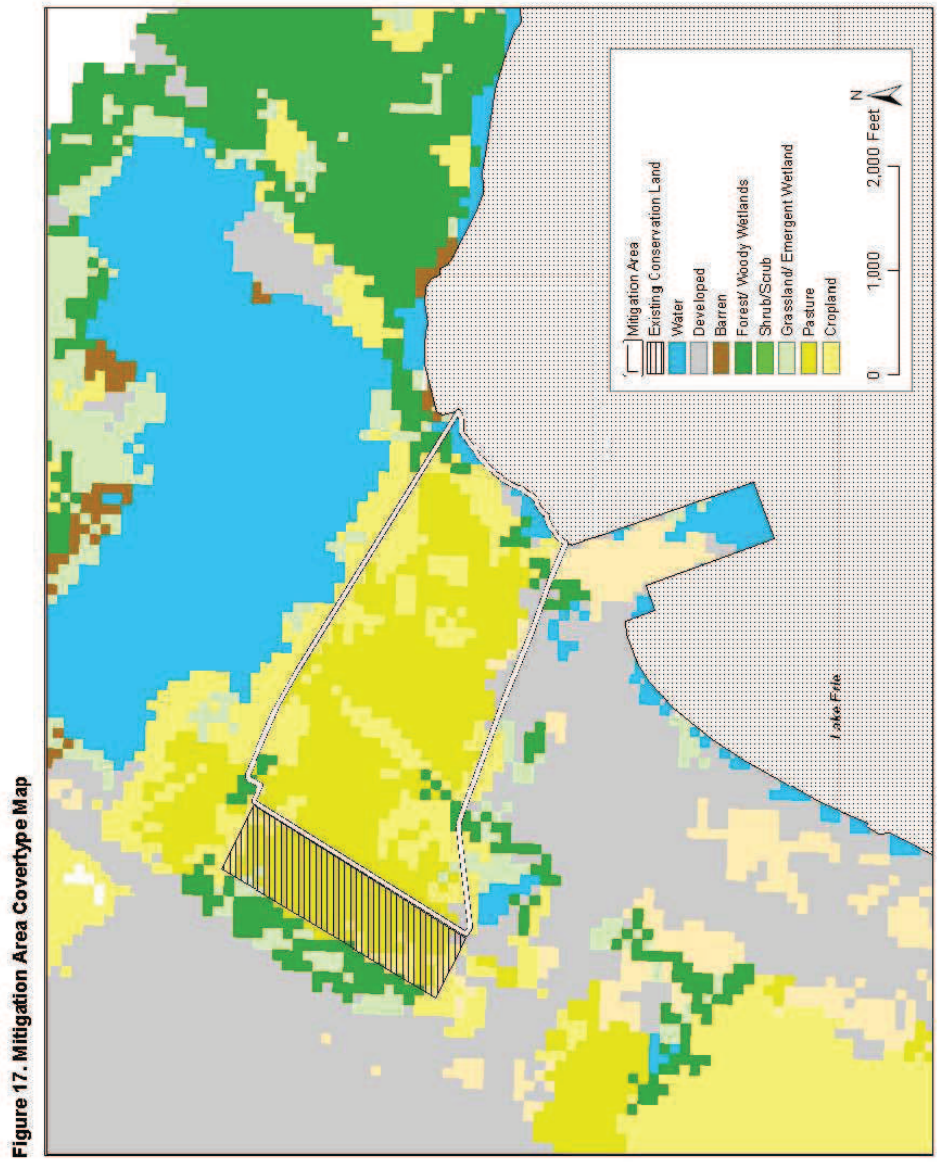 Figure 17. Mitigation Area Covertype Map
Lake Erie
Mitigation Area
Existing Conservation Land
Water
Developed
Barren
Forest/ Woody Wetlands
Shrub/Scrub
Grassland/ Emergent Wetland
Pasture
Cropland
N
0 1,000 2,000 Feet